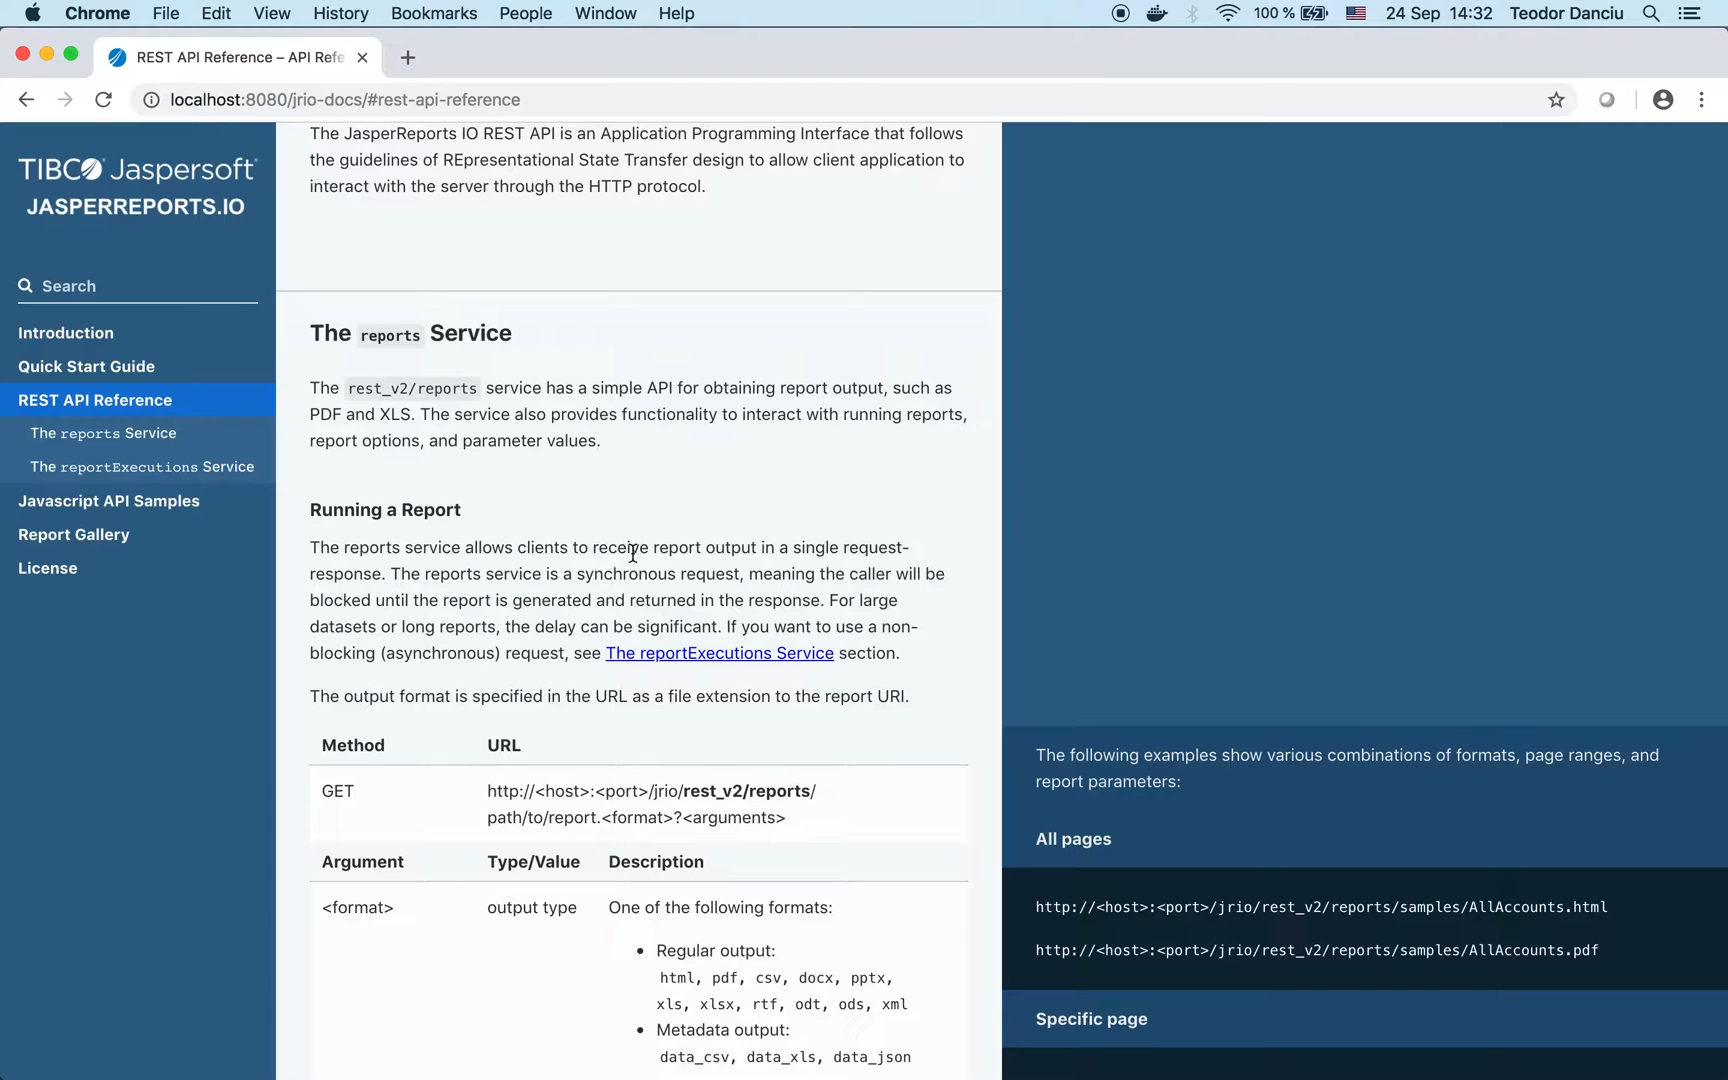 Chrome File Edit View History Bookmarks People Window Help 100 % 24 Sep 14:32 Teodor Danciu
REST API Reference – API Refe
localhost:8080/jrio-docs/#rest-api-reference
TIBCO Jaspersoft
JASPERREPORTS.IO
Search
Introduction
Quick Start Guide
REST API Reference
The reports Service
The reportExecutions Service
Javascript API Samples
Report Gallery
License
The JasperReports IO REST API is an Application Programming Interface that follows
the guidelines of REpresentational State Transfer design to allow client application to
interact with the server through the HTTP protocol.
The reports Service
The rest_v2/reports service has a simple API for obtaining report output, such as
PDF and XLS. The service also provides functionality to interact with running reports,
report options, and parameter values.
Running a Report
The reports service allows clients to receive report output in a single request-
response. The reports service is a synchronous request, meaning the caller will be
blocked until the report is generated and returned in the response. For large
datasets or long reports, the delay can be significant. If you want to use a non-
blocking (asynchronous) request, see The reportExecutions Service section.
The output format is specified in the URL as a file extension to the report URI.
Method URL
GET http://<host>:<port>/jrio/rest_v2/reports/
path/to/report.<format>?<arguments>
Argument Type/Value Description
<format> output type One of the following formats:
• Regular output:
html, pdf, csv, docx, pptx,
xls, xlsx, rtf, odt, ods, xml
• Metadata output:
data_csv, data_xls, data_json
The following examples show various combinations of formats, page ranges, and
report parameters:
All pages
http://<host>:<port>/jrio/rest_v2/reports/samples/AllAccounts.html
http://<host>:<port>/jrio/rest_v2/reports/samples/AllAccounts.pdf
Specific page